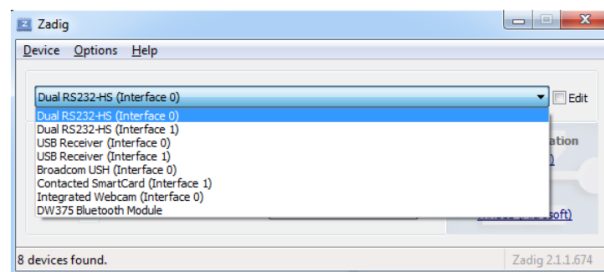 Zadig
Device Options Help
Dual RS232-HS (Interface 0)
Edit
Dual RS232-HS (Interface 0)
Dual RS232-HS (Interface 1)
USB Receiver (Interface 0)
USB Receiver (Interface 1)
Broadcom USH (Interface 0)
Contacted SmartCard (Interface 1)
Integrated Webcam (Interface 0)
DW375 Bluetooth Module
8 devices found.
Zadig 2.1.1.674